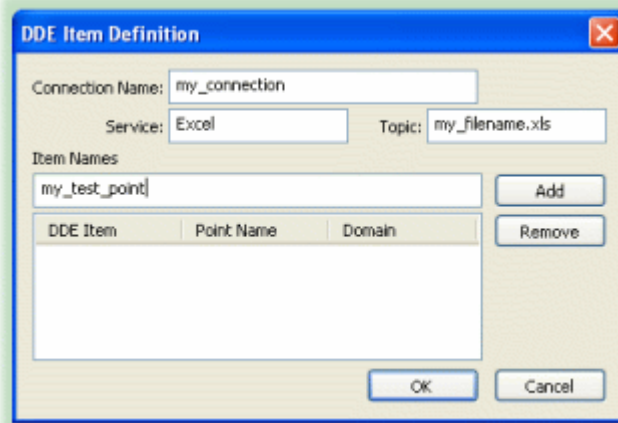 DDE Item Definition
Connection Name: my_connection
Service: Excel Topic: my_filename.xls
Item Names
my_test_point
Add
DDE Item Point Name Domain
Remove
OK Cancel